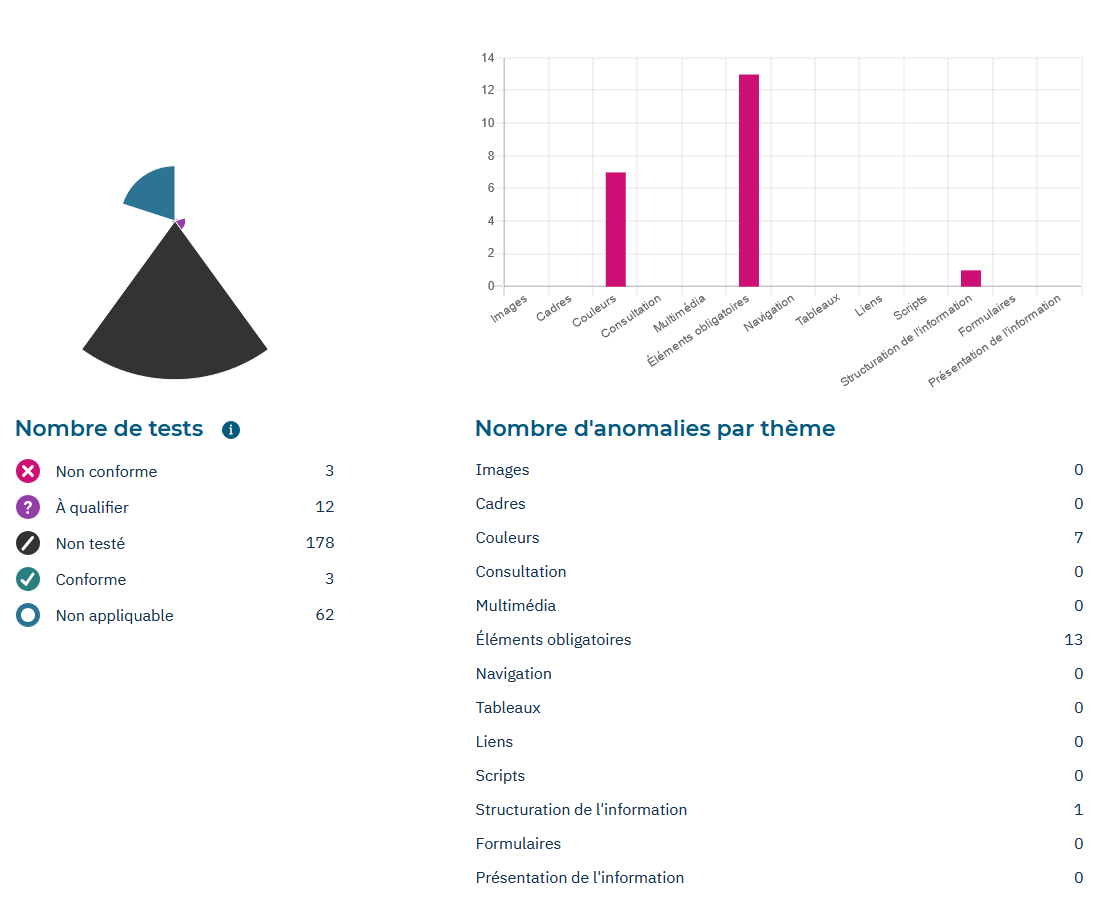 14
12
10
8
6
4
2
0
Images
Cadres
Couleurs
Consultation
Multimédia
Éléments obligatoires
Navigation
Tableaux
Liens
Scripts
Structuration de l'information
Formulaires
Présentation de l'information
Nombre de tests
Non conforme 3
À qualifier 12
Non testé 178
Conforme 3
Non appliquable 62
Nombre d'anomalies par thème
Images 0
Cadres 0
Couleurs 7
Consultation 0
Multimédia 0
Éléments obligatoires 13
Navigation 0
Tableaux 0
Liens 0
Scripts 0
Structuration de l'information 1
Formulaires 0
Présentation de l'information 0